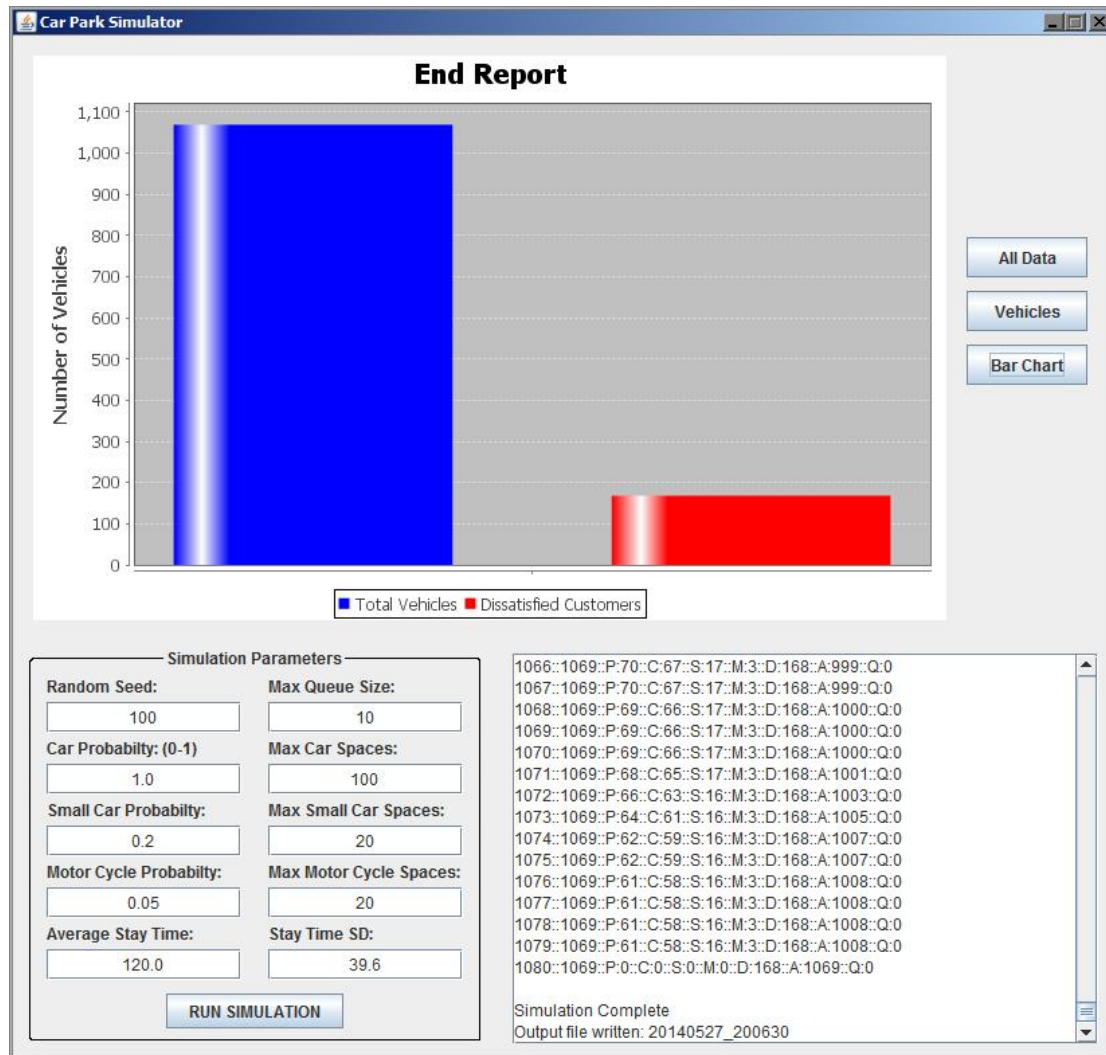 Car Park Simulator
End Report
1,100
1,000
900
800
700
600
500
400
300
200
100
0
Number of Vehicles
Total Vehicles Dissatisfied Customers
All Data
Vehicles
Bar Chart
Simulation Parameters
Random Seed: Max Queue Size:
100 10
Car Probabilty: (0-1) Max Car Spaces:
1.0 100
Small Car Probabilty: Max Small Car Spaces:
0.2 20
Motor Cycle Probabilty: Max Motor Cycle Spaces:
0.05 20
Average Stay Time: Stay Time SD:
120.0 39.6
RUN SIMULATION
1066::1069::P:70::C:67::S:17::M:3::D:168::A:999::Q:0
1067::1069::P:70::C:67::S:17::M:3::D:168::A:999::Q:0
1068::1069::P:69::C:66::S:17::M:3::D:168::A:1000::Q:0
1069::1069::P:69::C:66::S:17::M:3::D:168::A:1000::Q:0
1070::1069::P:69::C:66::S:17::M:3::D:168::A:1000::Q:0
1071::1069::P:68::C:65::S:17::M:3::D:168::A:1001::Q:0
1072::1069::P:66::C:63::S:16::M:3::D:168::A:1003::Q:0
1073::1069::P:64::C:61::S:16::M:3::D:168::A:1005::Q:0
1074::1069::P:62::C:59::S:16::M:3::D:168::A:1007::Q:0
1075::1069::P:62::C:59::S:16::M:3::D:168::A:1007::Q:0
1076::1069::P:61::C:58::S:16::M:3::D:168::A:1008::Q:0
1077::1069::P:61::C:58::S:16::M:3::D:168::A:1008::Q:0
1078::1069::P:61::C:58::S:16::M:3::D:168::A:1008::Q:0
1079::1069::P:61::C:58::S:16::M:3::D:168::A:1008::Q:0
1080::1069::P:0::C:0::S:0::M:0::D:168::A:1069::Q:0
Simulation Complete
Output file written: 20140527_200630